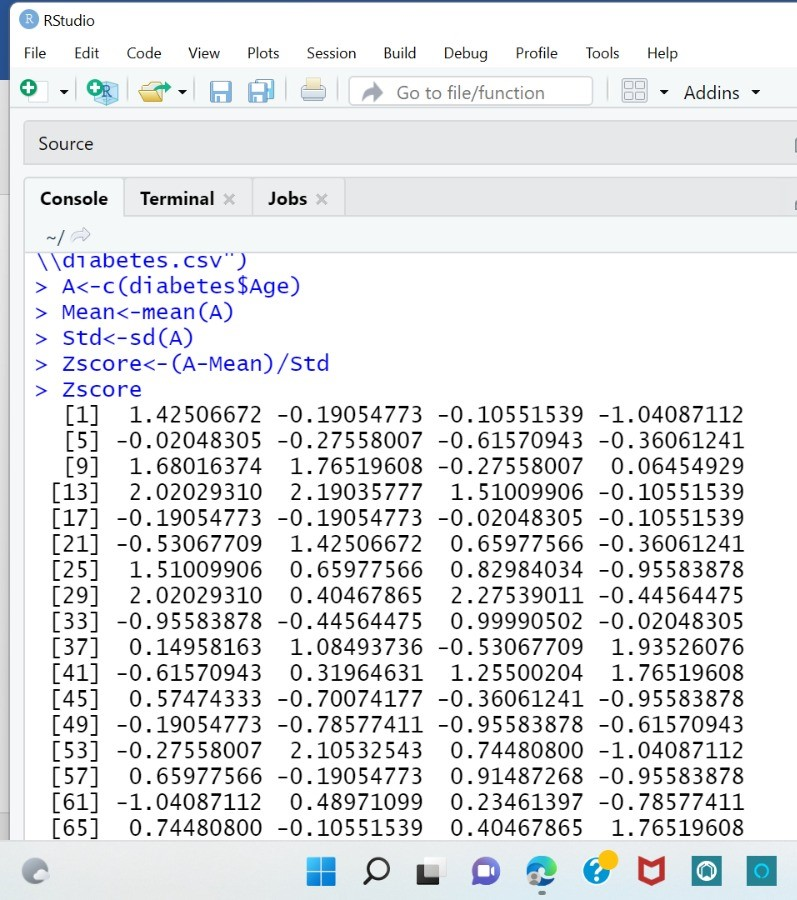 R RStudio
File Edit Code View Plots Session Build Debug Profile Tools Help
R Go to file/function Addins
Source
Console Terminal Jobs
~/
\\diabetes.csv")
> A<-c(diabetes$Age)
> Mean<-mean(A)
> Std<-sd(A)
> Zscore<-(A-Mean)/Std
> Zscore
[1] 1.42506672 -0.19054773 -0.10551539 -1.04087112
[5] -0.02048305 -0.27558007 -0.61570943 -0.36061241
[9] 1.68016374 1.76519608 -0.27558007 0.06454929
[13] 2.02029310 2.19035777 1.51009906 -0.10551539
[17] -0.19054773 -0.19054773 -0.02048305 -0.10551539
[21] -0.53067709 1.42506672 0.65977566 -0.36061241
[25] 1.51009906 0.65977566 0.82984034 -0.95583878
[29] 2.02029310 0.40467865 2.27539011 -0.44564475
[33] -0.95583878 -0.44564475 0.99990502 -0.02048305
[37] 0.14958163 1.08493736 -0.53067709 1.93526076
[41] -0.61570943 0.31964631 1.25500204 1.76519608
[45] 0.57474333 -0.70074177 -0.36061241 -0.95583878
[49] -0.19054773 -0.78577411 -0.95583878 -0.61570943
[53] -0.27558007 2.10532543 0.74480800 -1.04087112
[57] 0.65977566 -0.19054773 0.91487268 -0.95583878
[61] -1.04087112 0.48971099 0.23461397 -0.78577411
[65] 0.74480800 -0.10551539 0.40467865 1.76519608